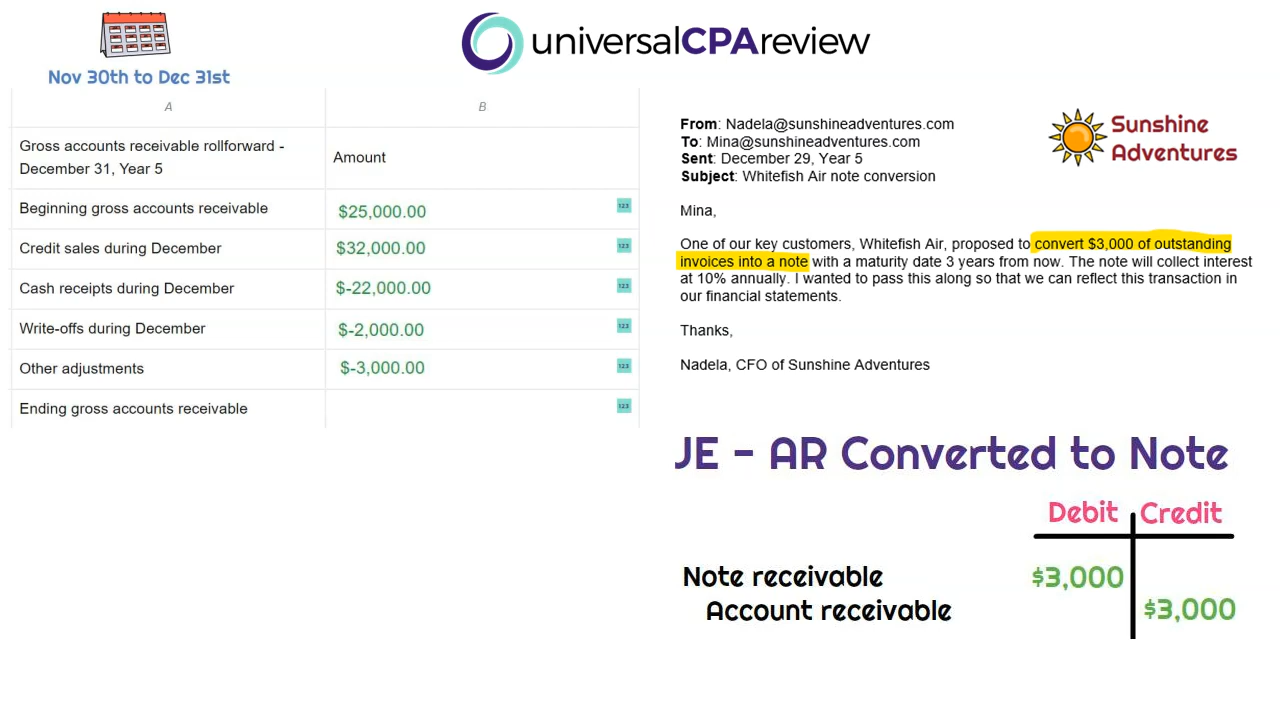 universalCPAreview
Nov 30th to Dec 31st
A B
Gross accounts receivable rollforward -
December 31, Year 5
Amount
Beginning gross accounts receivable $25,000.00 123
Credit sales during December $32,000.00 123
Cash receipts during December $-22,000.00 123
Write-offs during December $-2,000.00 123
Other adjustments $-3,000.00 123
Ending gross accounts receivable 123
From: Nadela@sunshineadventures.com
To: Mina@sunshineadventures.com
Sent: December 29, Year 5
Subject: Whitefish Air note conversion
Sunshine
Adventures
Mina,
One of our key customers, Whitefish Air, proposed to convert $3,000 of outstanding
invoices into a note with a maturity date 3 years from now. The note will collect interest
at 10% annually. I wanted to pass this along so that we can reflect this transaction in
our financial statements.
Thanks,
Nadela, CFO of Sunshine Adventures
JE - AR Converted to Note
Debit Credit
Note receivable $3,000
Account receivable $3,000